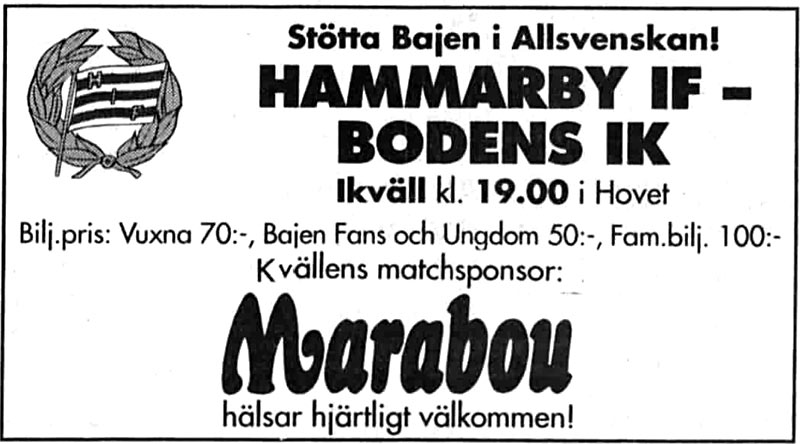 Stötta Bajen i Allsvenskan!
HAMMARBY IF –
BODENS IK
Ikväll kl. 19.00 i Hovet
Bilj.pris: Vuxna 70:-, Bajen Fans och Ungdom 50:-, Fam.bilj. 100:-
Kvällens matchsponsor:
Marabou
hälsar hjärtligt välkommen!
H
I
F